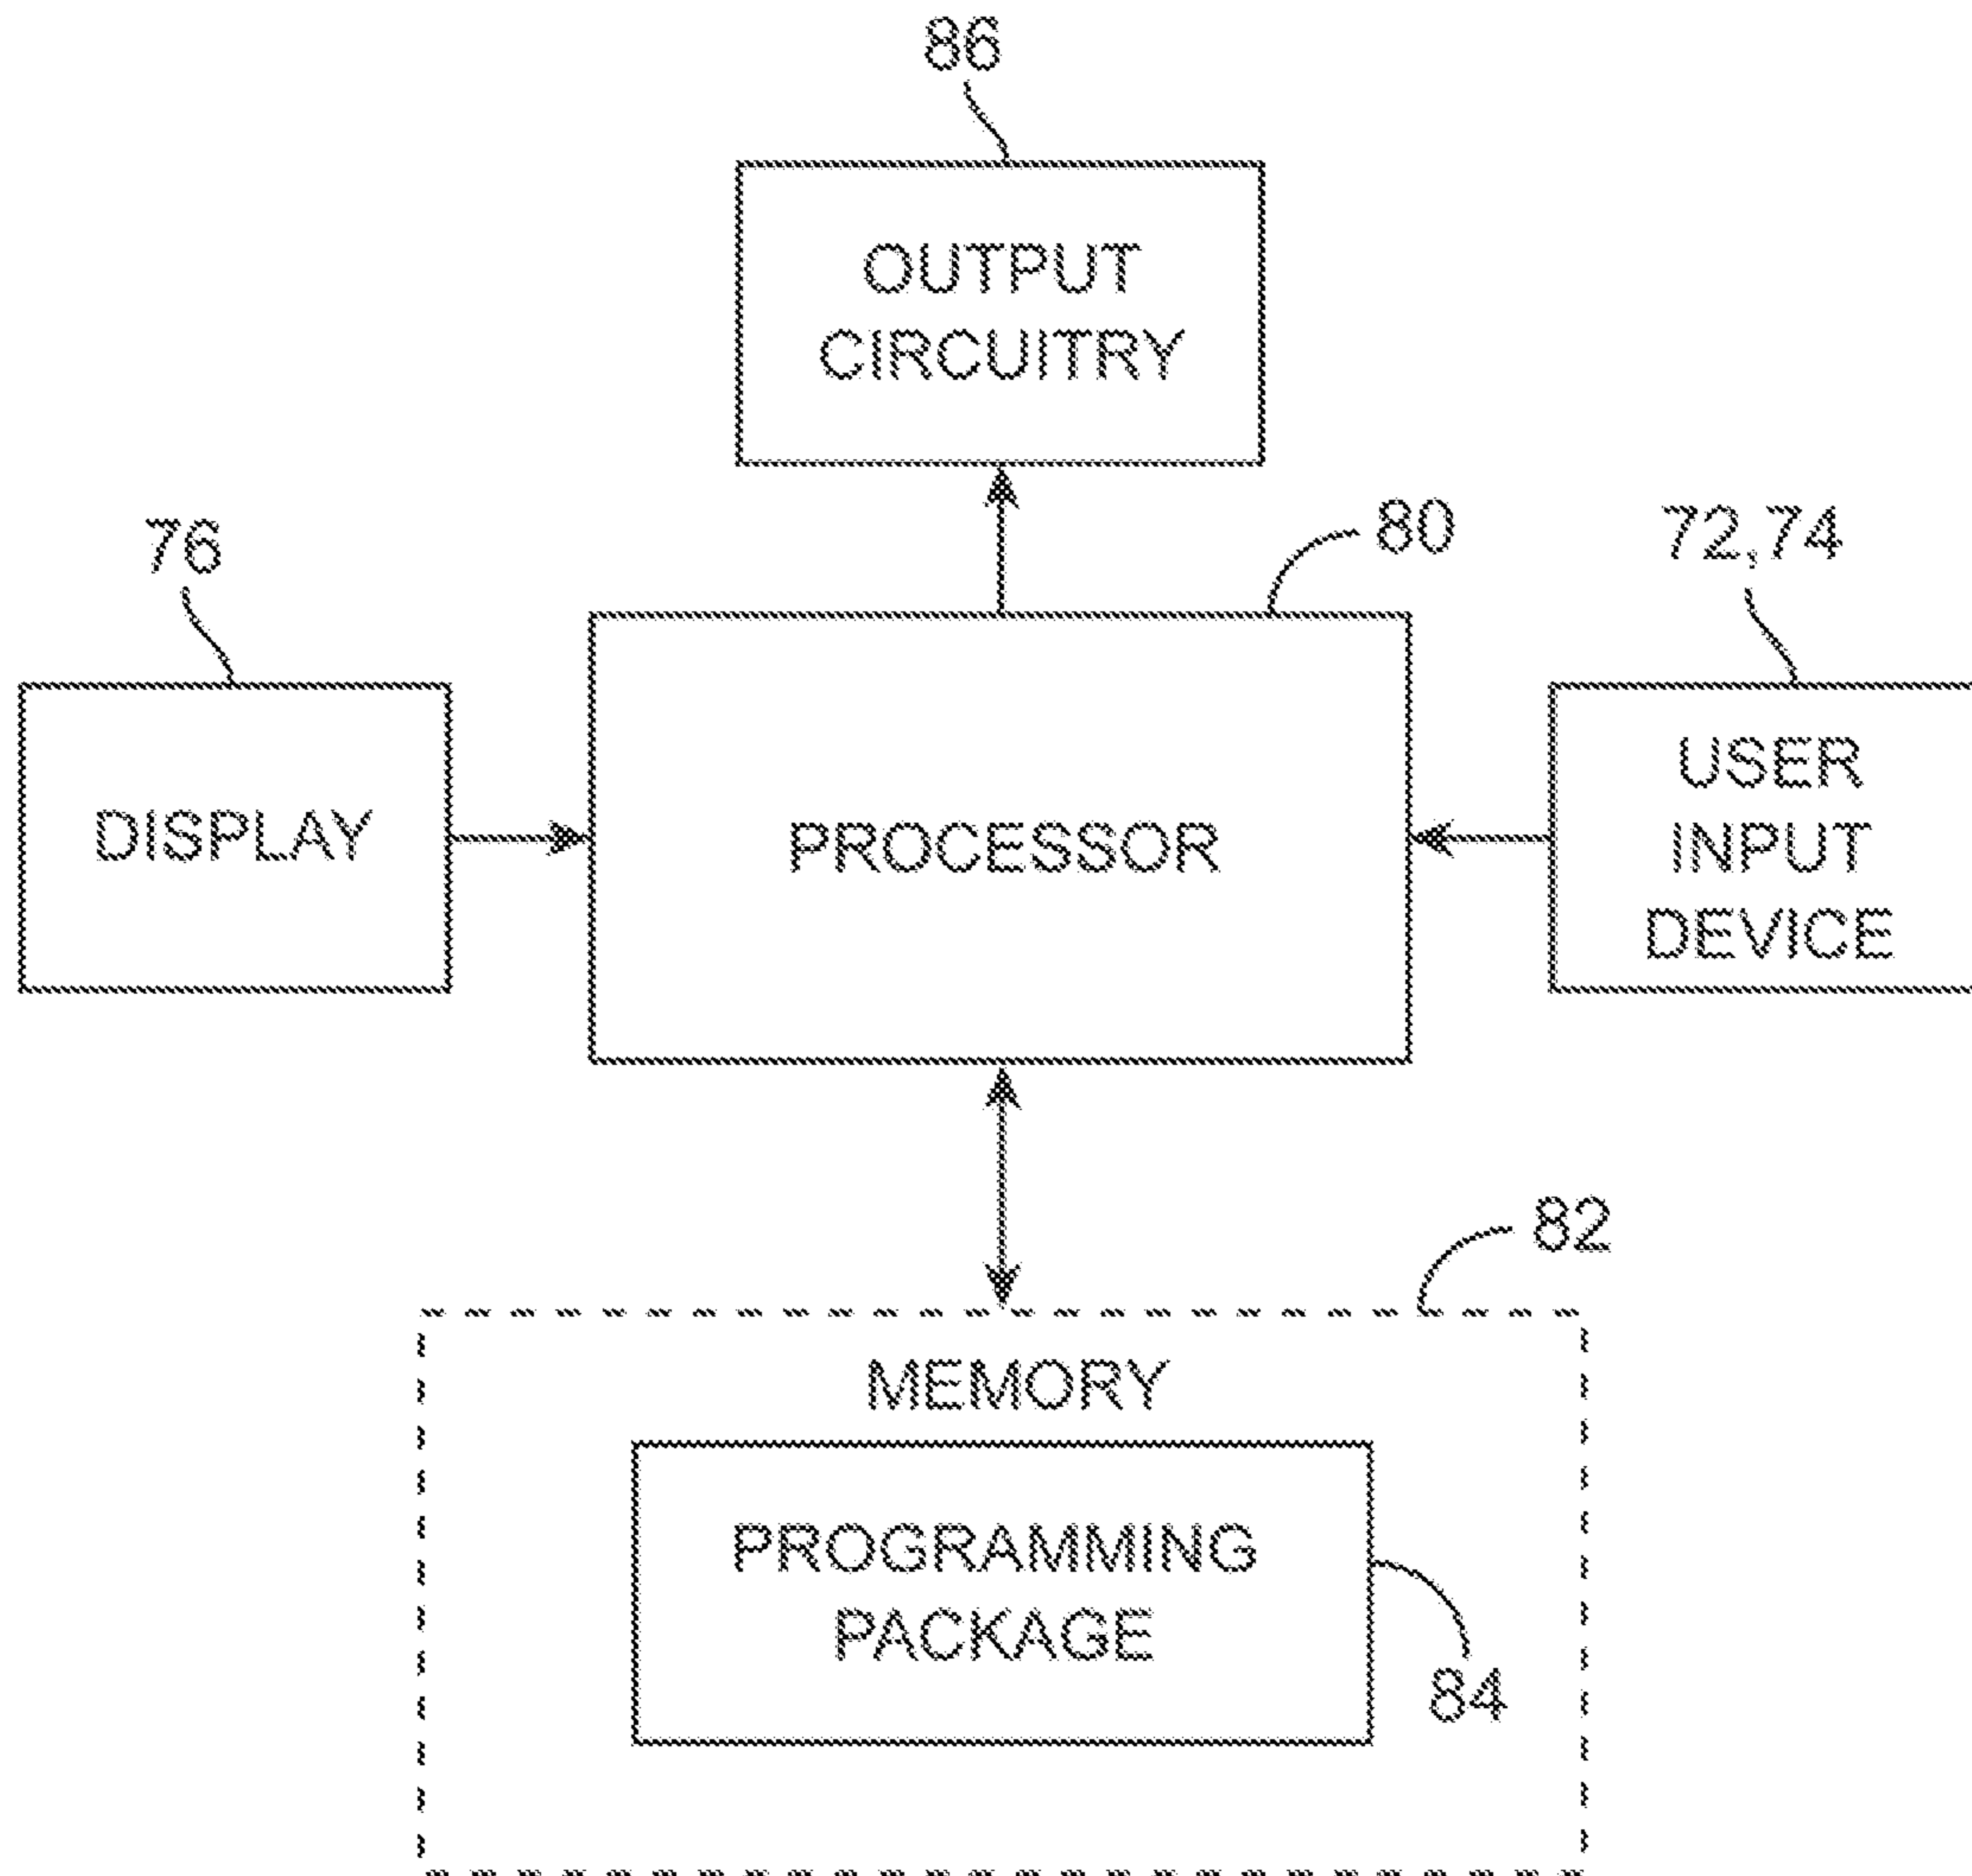 86
OUTPUT
CIRCUITRY
76
80
72,74
DISPLAY
PROCESSOR
USER
INPUT
DEVICE
82
MEMORY
PROGRAMMING
PACKAGE
84